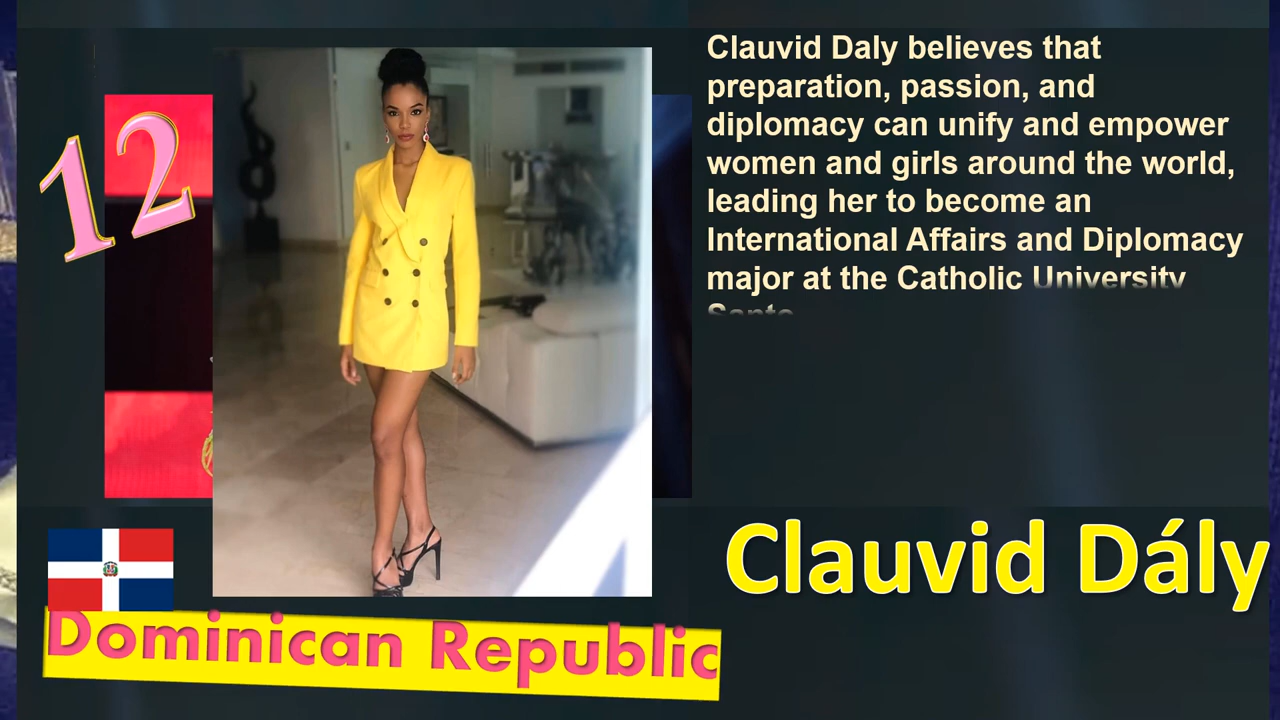 12
Clauvid Daly believes that
preparation, passion, and
diplomacy can unify and empower
women and girls around the world,
leading her to become an
International Affairs and Diplomacy
major at the Catholic University
Clauvid Dály
Dominican Republic